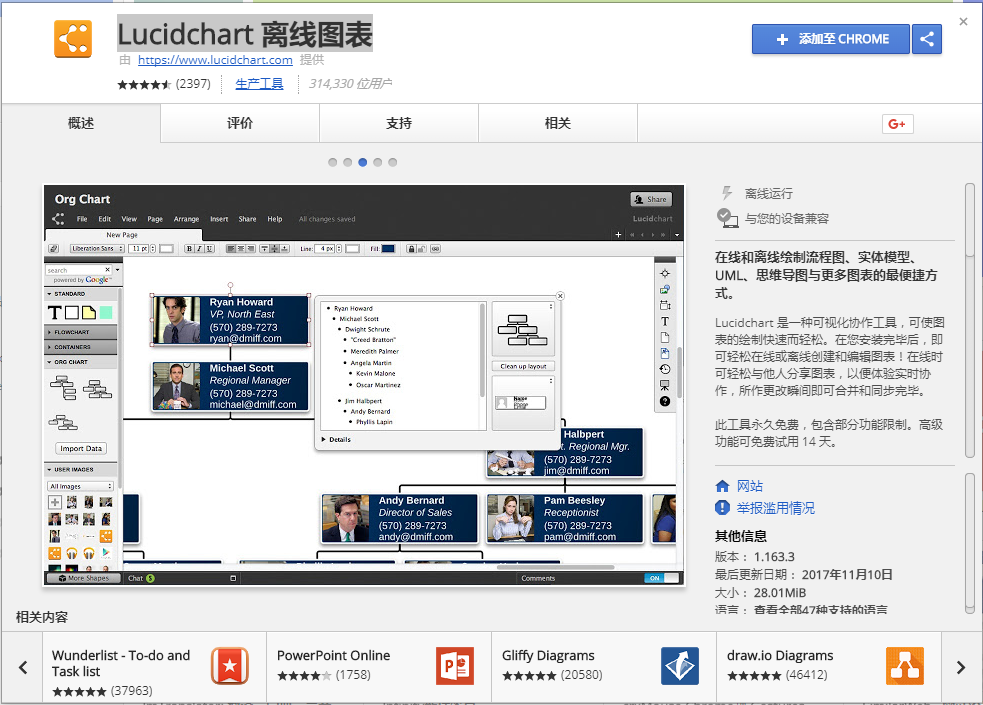 Lucidchart 离线图表
由 https://www.lucidchart.com 提供
(2397) 生产工具 314,330 位用户
添加至 CHROME
概述 评价 支持 相关
G+
Org Chart
Share
File Edit View Page Arrange Insert Share Help All changes saved
Lucidchart
New Page
Liberation Sans 11 pt B I U Line: 4 px Fill:
search
powered by Google™
STANDARD
T
FLOWCHART
CONTAINERS
ORG CHART
Import Data
USER IMAGES
All Images
More Shapes
Chat 5
Comments
ON
Ryan Howard
VP, North East
(570) 289-7273
ryan@dmiff.com
Michael Scott
Regional Manager
(570) 289-7273
michael@dmiff.com
Ryan Howard
Michael Scott
Dwight Schrute
"Creed Bratton"
Meredith Palmer
Angela Martin
Kevin Malone
Oscar Martinez
Jim Halbpert
Andy Bernard
Phyllis Lapin
Details
Clean up layout
Name
Halbpert
t. Regional Mgr.
(570) 289-7273
jim@dmiff.com
Andy Bernard
Director of Sales
(570) 289-7273
andy@dmiff.com
Pam Beesley
Receptionist
(570) 289-7273
pam@dmiff.com
T
离线运行
与您的设备兼容
在线和离线绘制流程图、实体模型、
UML、思维导图与更多图表的最便捷方
式。
Lucidchart 是一种可视化协作工具，可使图
表的绘制快速而轻松。在您安装完毕后，即
可轻松在线或离线创建和编辑图表！在线时
可轻松与他人分享图表，以便体验实时协
作，所作更改瞬间即可合并和同步完毕。
此工具永久免费，包含部分功能限制。高级
功能可免费试用 14 天。
网站
举报滥用情况
其他信息
版本： 1.163.3
最后更新日期： 2017年11月10日
大小： 28.01MiB
语言： 查看全部47种支持的语言
相关内容
Wunderlist - To-do and
Task list
(37963)
PowerPoint Online
(1758)
Gliffy Diagrams
(20580)
draw.io Diagrams
(46412)